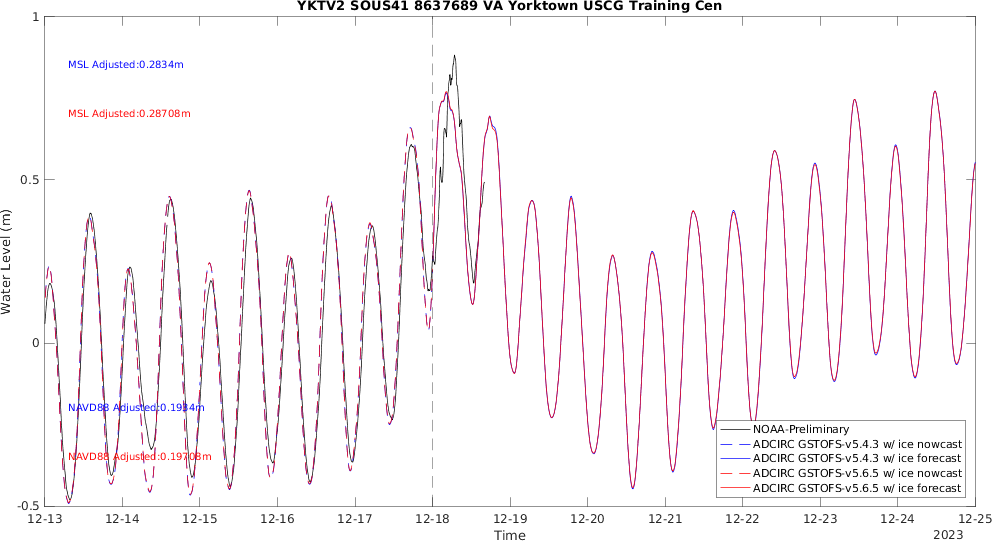 YKTV2 SOUS41 8637689 VA Yorktown USCG Training Cen
1
MSL Adjusted:0.2834m
MSL Adjusted:0.28708m
0.5
Water Level (m)
0
NAVD88 Adjusted:0.1934m
NAVD88 Adjusted:0.19708m
-0.5
NOAA-Preliminary
ADCIRC GSTOFS-v5.4.3 w/ ice nowcast
ADCIRC GSTOFS-v5.4.3 w/ ice forecast
ADCIRC GSTOFS-v5.6.5 w/ ice nowcast
ADCIRC GSTOFS-v5.6.5 w/ ice forecast
12-13 12-14 12-15 12-16 12-17 12-18 12-19 12-20 12-21 12-22 12-23 12-24 12-25
Time
2023